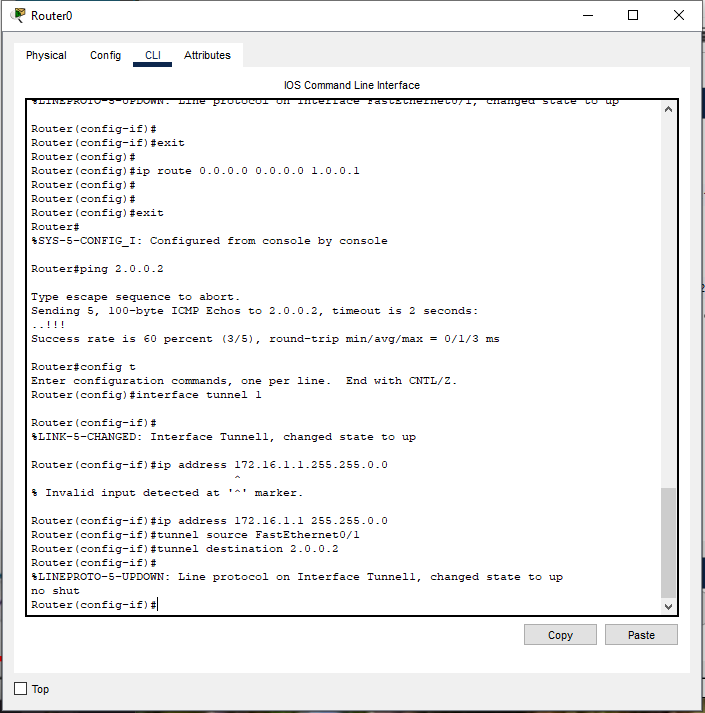 Router0
Physical Config CLI Attributes
IOS Command Line Interface
%LINEPROTO-5-UPDOWN: Line protocol on Interface FastEthernet0/1, changed state to up
Router(config-if)#
Router(config-if)#exit
Router(config)#
Router(config)#ip route 0.0.0.0 0.0.0.0 1.0.0.1
Router(config)#
Router(config)#
Router(config)#exit
Router#
%SYS-5-CONFIG_I: Configured from console by console
Router#ping 2.0.0.2
Type escape sequence to abort.
Sending 5, 100-byte ICMP Echos to 2.0.0.2, timeout is 2 seconds:
..!!!
Success rate is 60 percent (3/5), round-trip min/avg/max = 0/1/3 ms
Router#config t
Enter configuration commands, one per line.  End with CNTL/Z.
Router(config)#interface tunnel 1
Router(config-if)#
%LINK-5-CHANGED: Interface Tunnel1, changed state to up
Router(config-if)#ip address 172.16.1.1.255.255.0.0
^
% Invalid input detected at '^' marker.
Router(config-if)#ip address 172.16.1.1 255.255.0.0
Router(config-if)#tunnel source FastEthernet0/1
Router(config-if)#tunnel destination 2.0.0.2
Router(config-if)#
%LINEPROTO-5-UPDOWN: Line protocol on Interface Tunnel1, changed state to up
no shut
Router(config-if)#
Copy Paste
Top